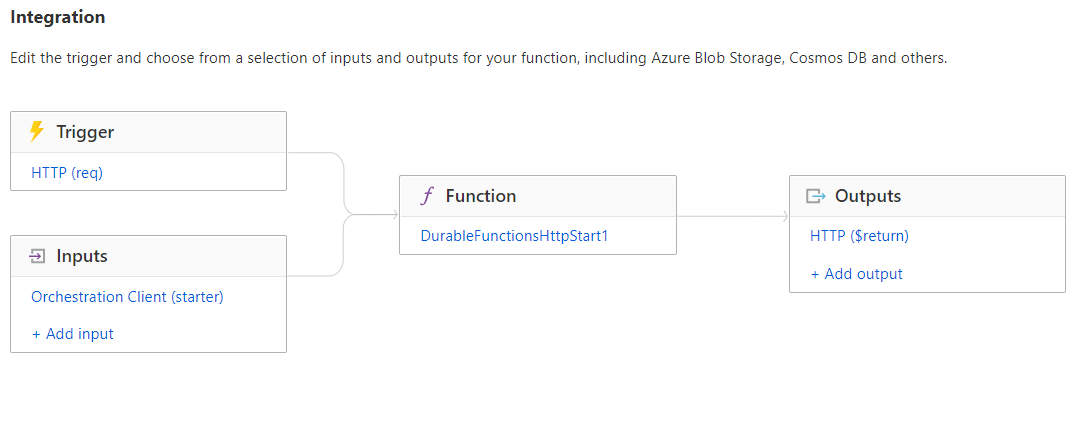 Integration
Edit the trigger and choose from a selection of inputs and outputs for your function, including Azure Blob Storage, Cosmos DB and others.
Trigger
HTTP (req)
Inputs
Orchestration Client (starter)
+ Add input
Function
DurableFunctionsHttpStart1
Outputs
HTTP ($return)
+ Add output